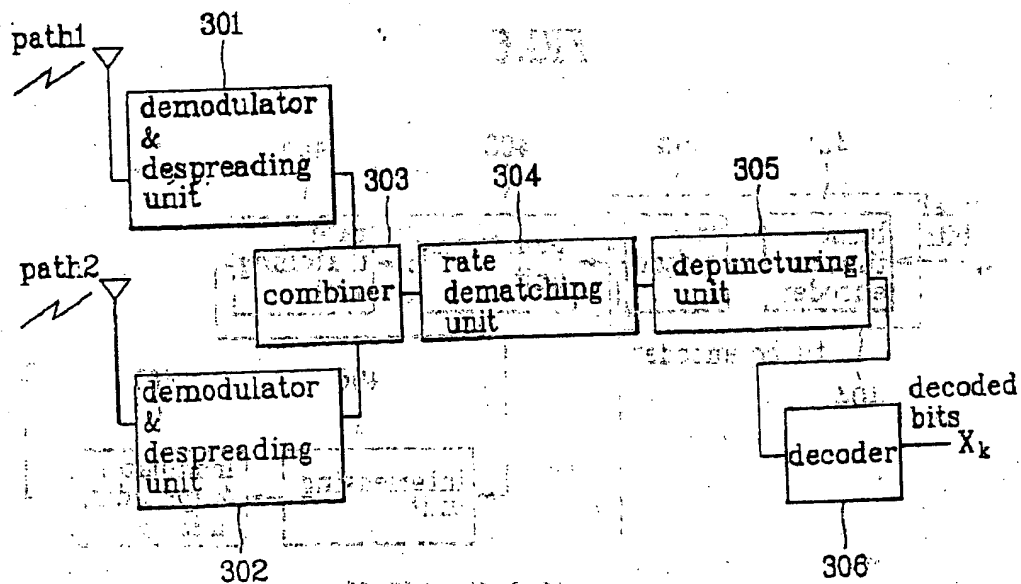 301
path1
demodulator
&
despreading
unit
303
304
305
path2
combiner
rate
dematching
unit
depuncturing
unit
demodulator
&
despreading
unit
decoded
bits
decoder
X_k
302
306